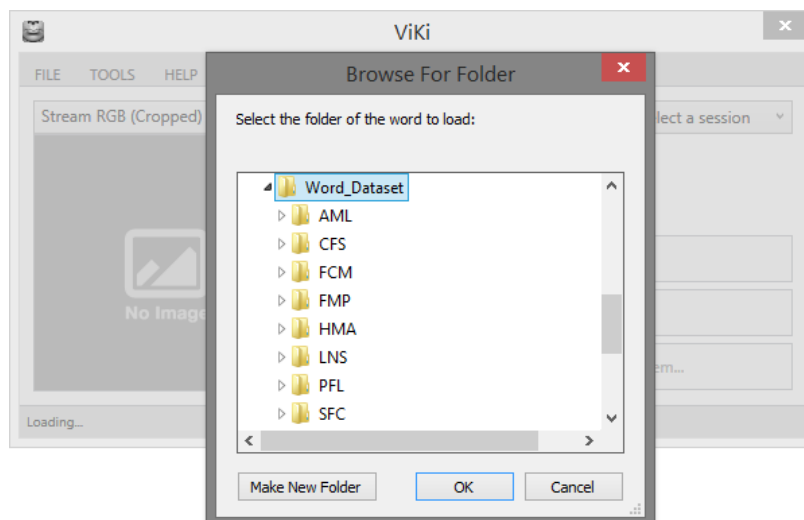 ViKi
FILE TOOLS HELP
Browse For Folder
Stream RGB (Cropped)
Select the folder of the word to load:
a session
Word_Dataset
AML
CFS
FCM
FMP
HMA
LNS
PFL
SFC
No Image
Loading...
Make New Folder OK Cancel